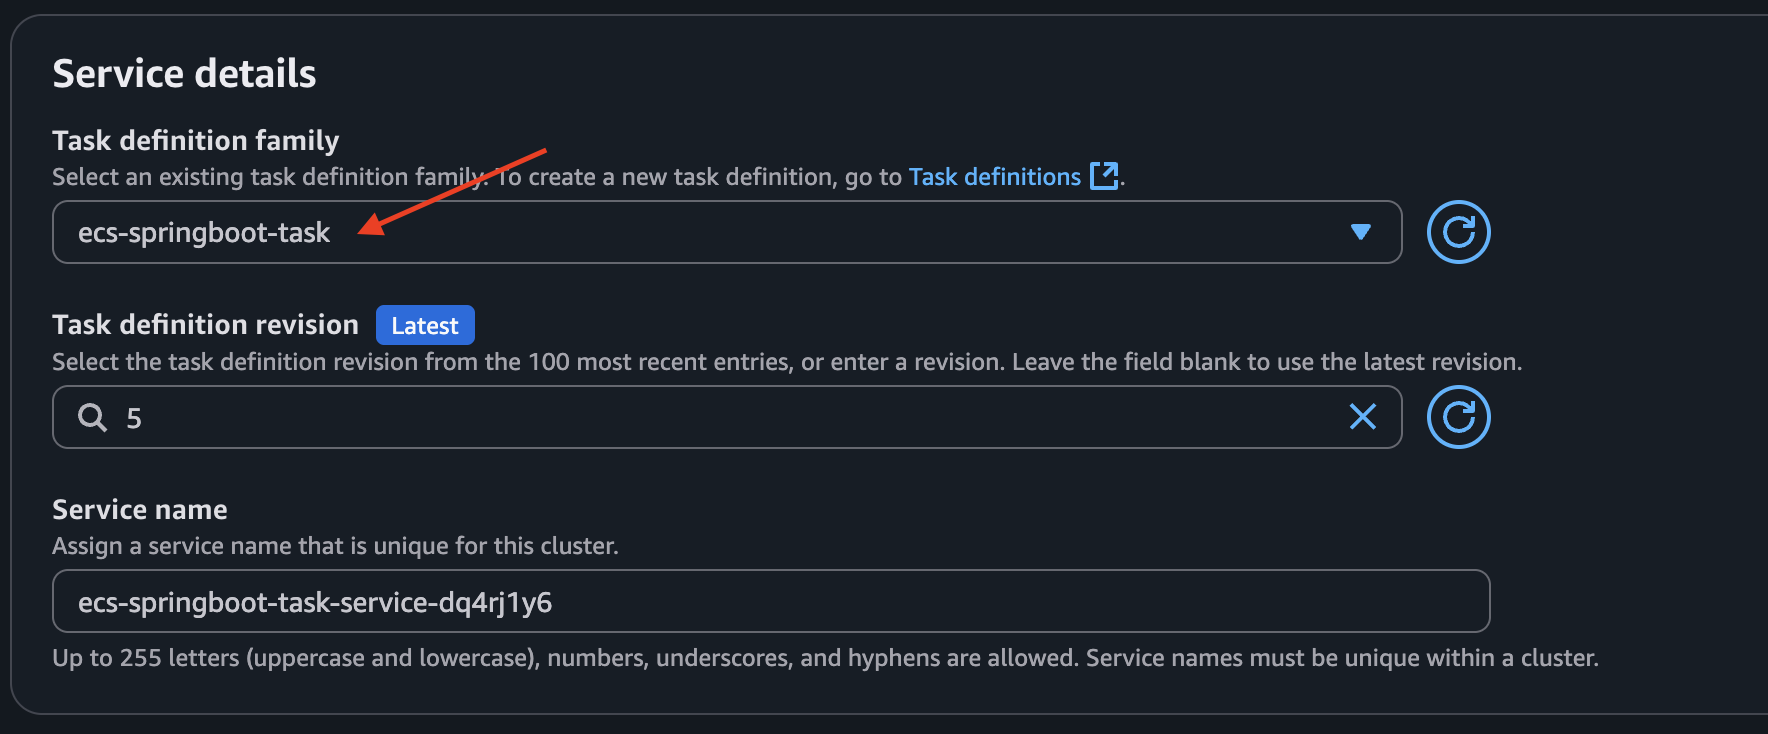 Service details
Task definition family
Select an existing task definition family. To create a new task definition, go to Task definitions.
ecs-springboot-task
Task definition revision Latest
Select the task definition revision from the 100 most recent entries, or enter a revision. Leave the field blank to use the latest revision.
5
Service name
Assign a service name that is unique for this cluster.
ecs-springboot-task-service-dq4rj1y6
Up to 255 letters (uppercase and lowercase), numbers, underscores, and hyphens are allowed. Service names must be unique within a cluster.